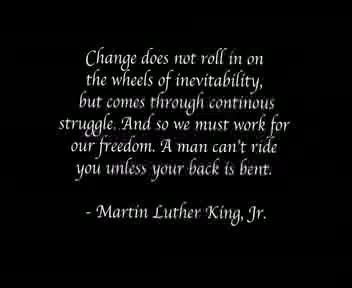 Change does not roll in on
the wheels of inevitability,
but comes through continous
struggle. And so we must work for
our freedom. A man can't ride
you unless your back is bent.
- Martin Luther King, Jr.